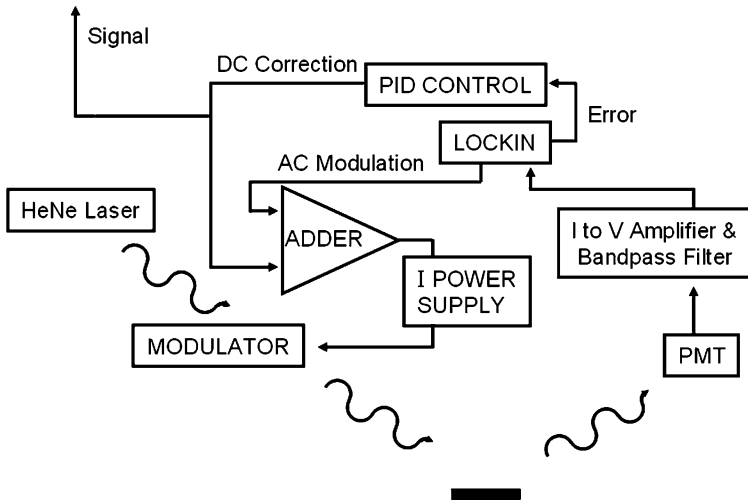 Signal
DC Correction
PID CONTROL
Error
LOCKIN
AC Modulation
HeNe Laser
ADDER
I to V Amplifier &
Bandpass Filter
I POWER
SUPPLY
MODULATOR
PMT